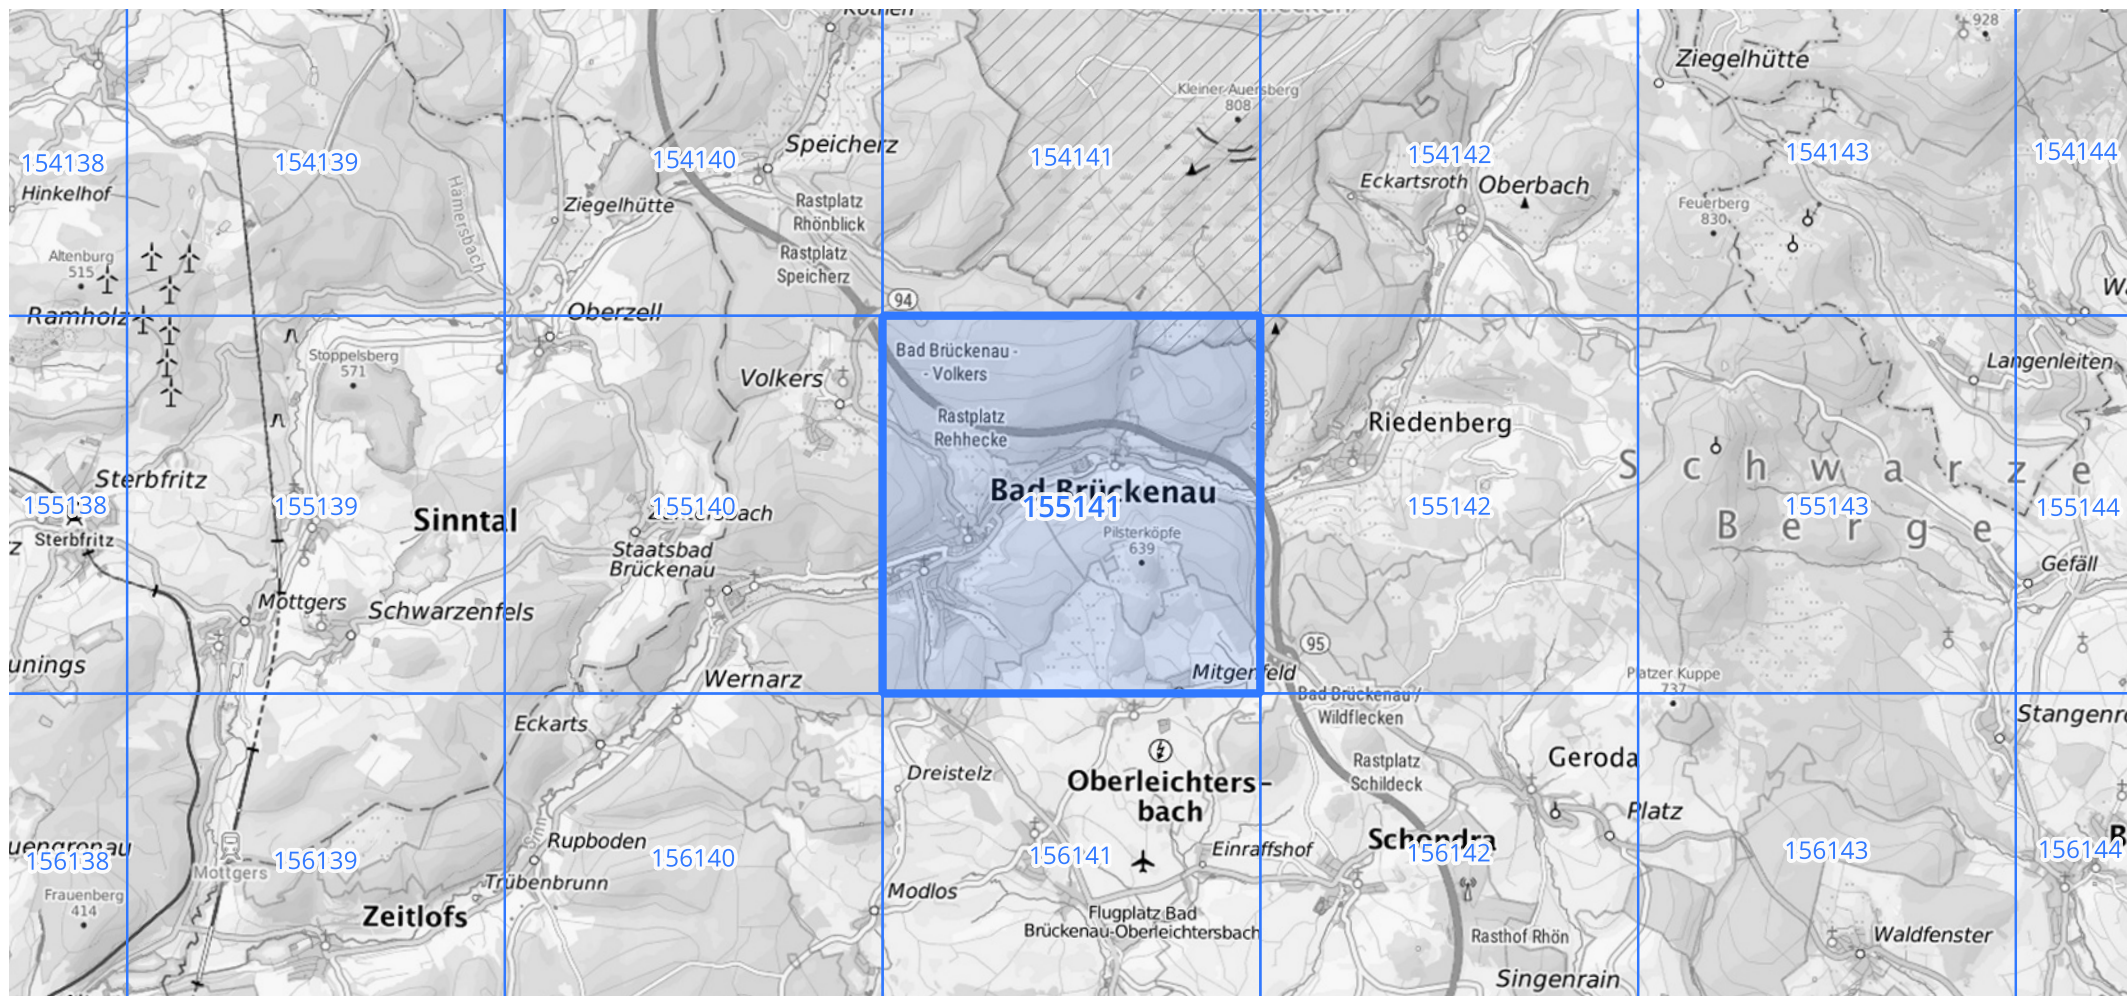 928
Ziegelhütte
Kleiner Auersberg
808
Speicherz
154138
154139
154140
154141
154142
154143
154144
Hinkelhof
Hamersbach
Ziegelhütte
Rastplatz
Rhönblick
Eckartsroth
Oberbach
Feuerberg
830
Altenburg
515
Rastplatz
Speicherz
94
Ramholz
Oberzell
Stoppelsberg
571
Bad Brückenau -
- Volkers
Volkers
Langenleiten
Rastplatz
Rehhecke
Riedenberg
Schwarze
Berge
Sterbfritz
155138
155139
155140
155141
155142
155143
155144
Bad Brückenau
Sinntal
Sterbfritz
Staatsbad
Brückenau
Pilsterköpfe
639
Gefäll
Mottgers
Schwarzenfels
95
unings
Wernarz
Mitgenfeld
Platzer Kuppe
737
Bad Brückenau /
Wildflecken
Eckarts
Dreistelz
Oberleichters-
bach
Rastplatz
Schildeck
Geroda
Platz
Rupboden
Schondra
156138
156139
156140
156141
156142
156143
156144
Einraffshof
Mottgers
Trübenbrunn
Modlos
Frauenberg
414
Zeitlofs
Sinn
Flugplatz Bad
Brückenau-Oberleichtersbach
Rasthof Rhön
Waldfenster
Singenrain